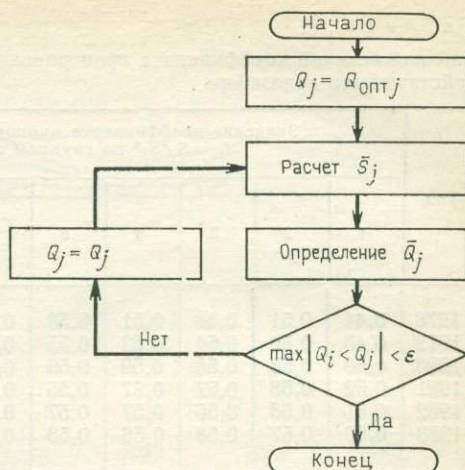 Начало
Q_j = Q_опт j
Расчет S̄_j
Q_j = Q_j
Определение Q̄_j
Нет
max |Q_i < Q_j| < ε
Да
Конец